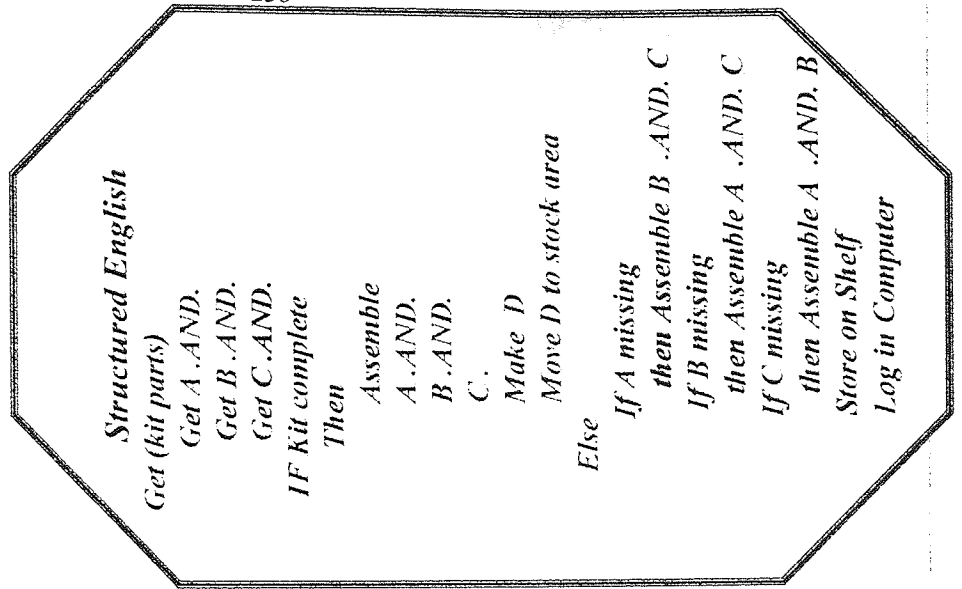 Structured English
Get (kit parts)
Get A .AND.
Get B .AND.
Get C .AND.
IF Kit complete
Then
Assemble
A .AND.
B .AND.
C .
Make D
Move D to stock area
Else
If A missing
then Assemble B .AND. C
If B missing
then Assemble A .AND. C
If C missing
then Assemble A .AND. B
Store on Shelf
Log in Computer